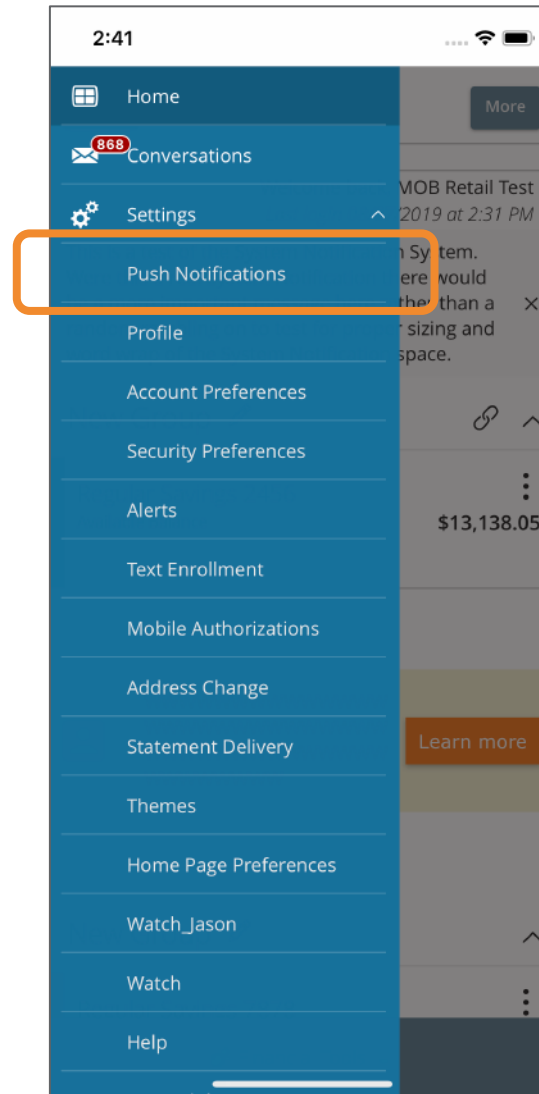 2:41
Home
More
868
Conversations
MOB Retail Test
Settings
2019 at 2:31 PM
System.
Push Notifications
would
than a
Profile
sizing and
space.
Account Preferences
Security Preferences
Alerts
$13,138.05
Text Enrollment
Mobile Authorizations
Address Change
Statement Delivery
Learn more
Themes
Home Page Preferences
Watch_Jason
Watch
Help